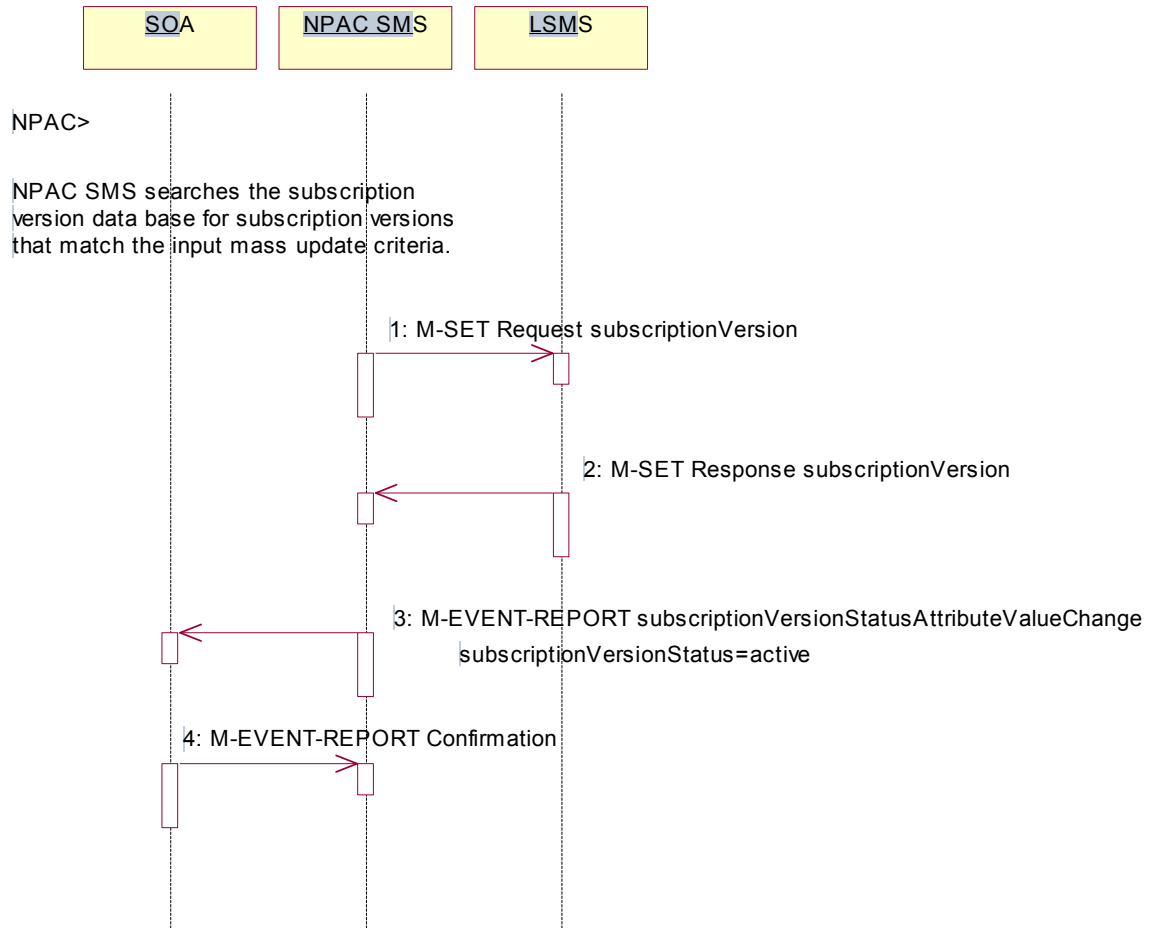 SOA
NPAC SMS
LSMS
NPAC>
NPAC SMS searches the subscription
version data base for subscription versions
that match the input mass update criteria.
1: M-SET Request subscriptionVersion
2: M-SET Response subscriptionVersion
3: M-EVENT-REPORT subscriptionVersionStatusAttributeValueChange
subscriptionVersionStatus=active
4: M-EVENT-REPORT Confirmation